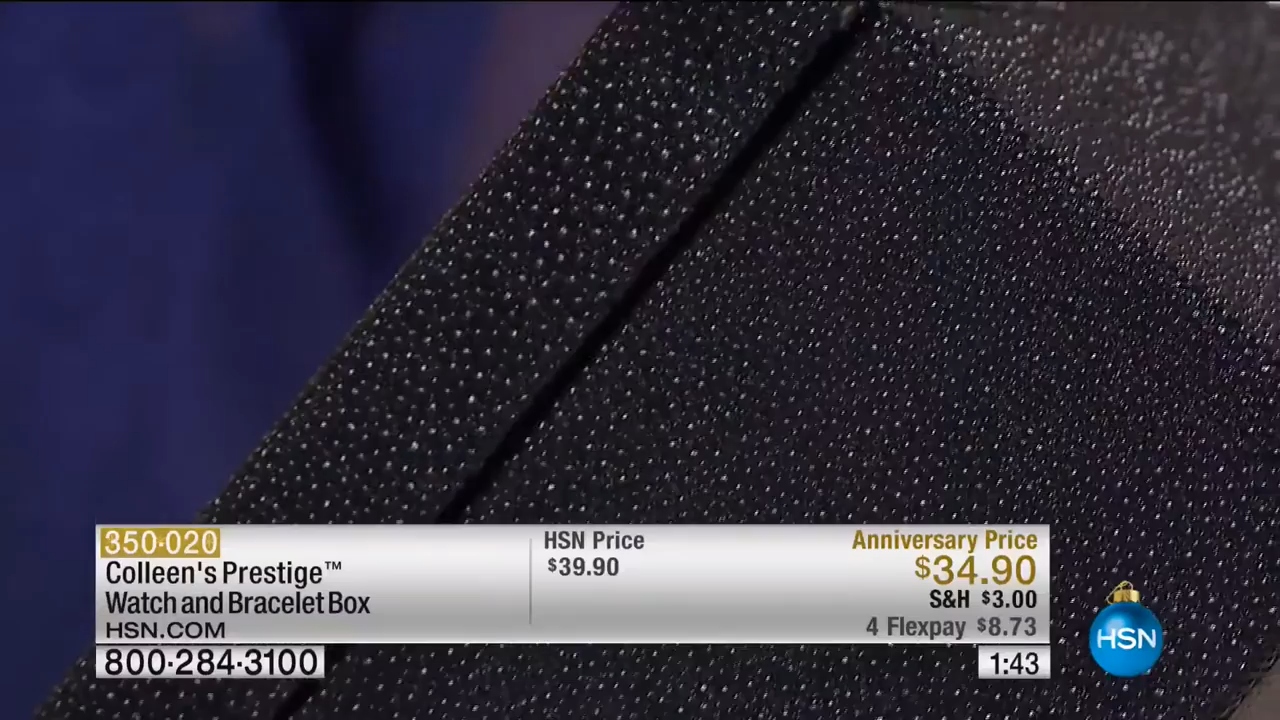 350·020
Colleen's Prestige™
Watch and Bracelet Box
HSN.COM
800·284·3100
HSN Price
$39.90
Anniversary Price
$34.90
S&H $3.00
4 Flexpay $8.73
1:43
HSN